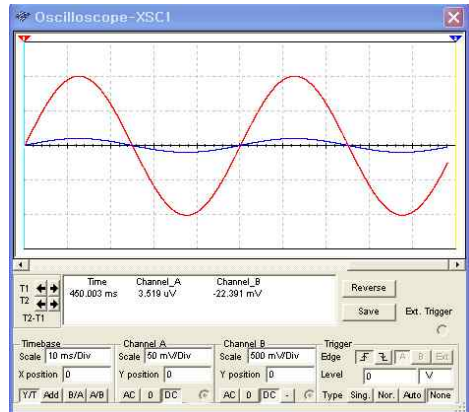 Oscilloscope-XSC1
Time Channel_A Channel_B
T1 450.003 ms 3.519 uV -22.391 mV
T2
T2-T1
Reverse
Save
Ext. Trigger
Timebase
Scale 10 ms/Div
X position 0
Y/T Add B/A A/B
Channel A
Scale 50 mV/Div
Y position 0
AC 0 DC
Channel B
Scale 500 mV/Div
Y position 0
AC 0 DC -
Trigger
Edge A B Ext
Level 0 V
Type Sing. Nor. Auto None